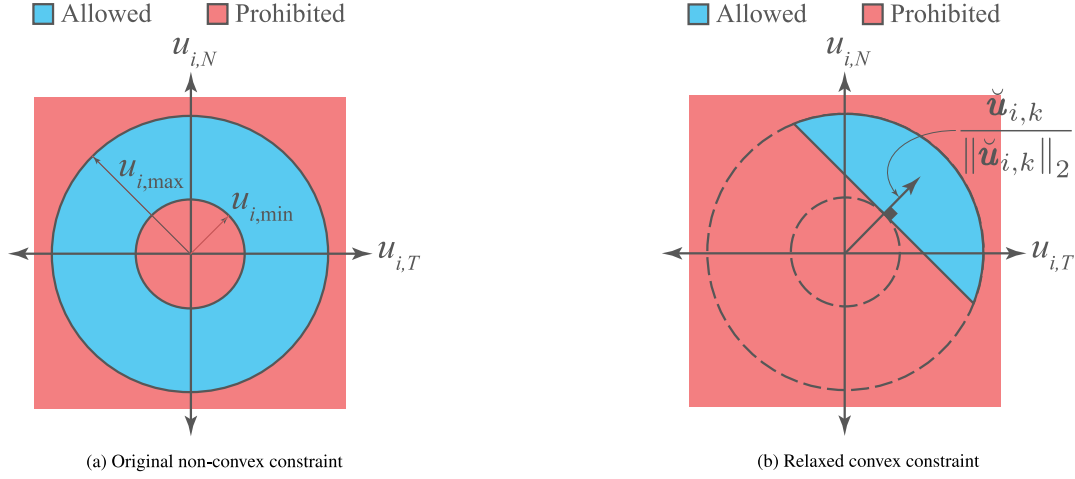 Allowed Prohibited
u_{i,N}
u_{i,max}
u_{i,min}
u_{i,T}
(a) Original non-convex constraint
Allowed Prohibited
u_{i,N}
ŭ_{i,k}
||ŭ_{i,k}||_2
u_{i,T}
(b) Relaxed convex constraint